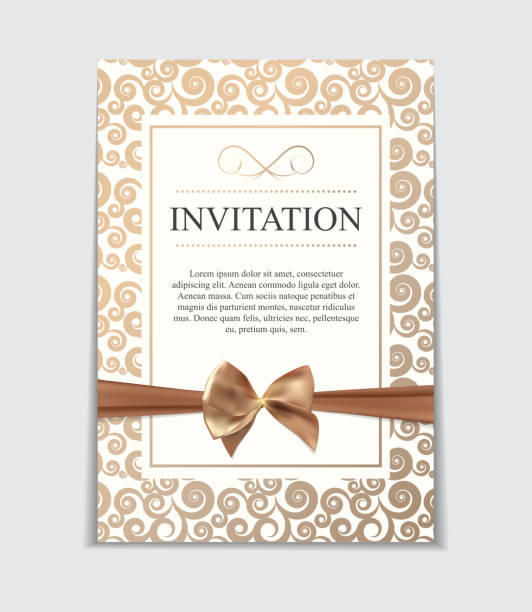 INVITATION
Lorem ipsum dolor sit amet, consectetuer
adipiscing elit. Aenean commodo ligula eget
dolor. Aenean massa. Cum sociis natoque
penatibus et magnis dis parturient montes,
nascetur ridiculus mus.
Donec quam felis, ultricies nec, pellentesque
eu, pretium quis, sem.